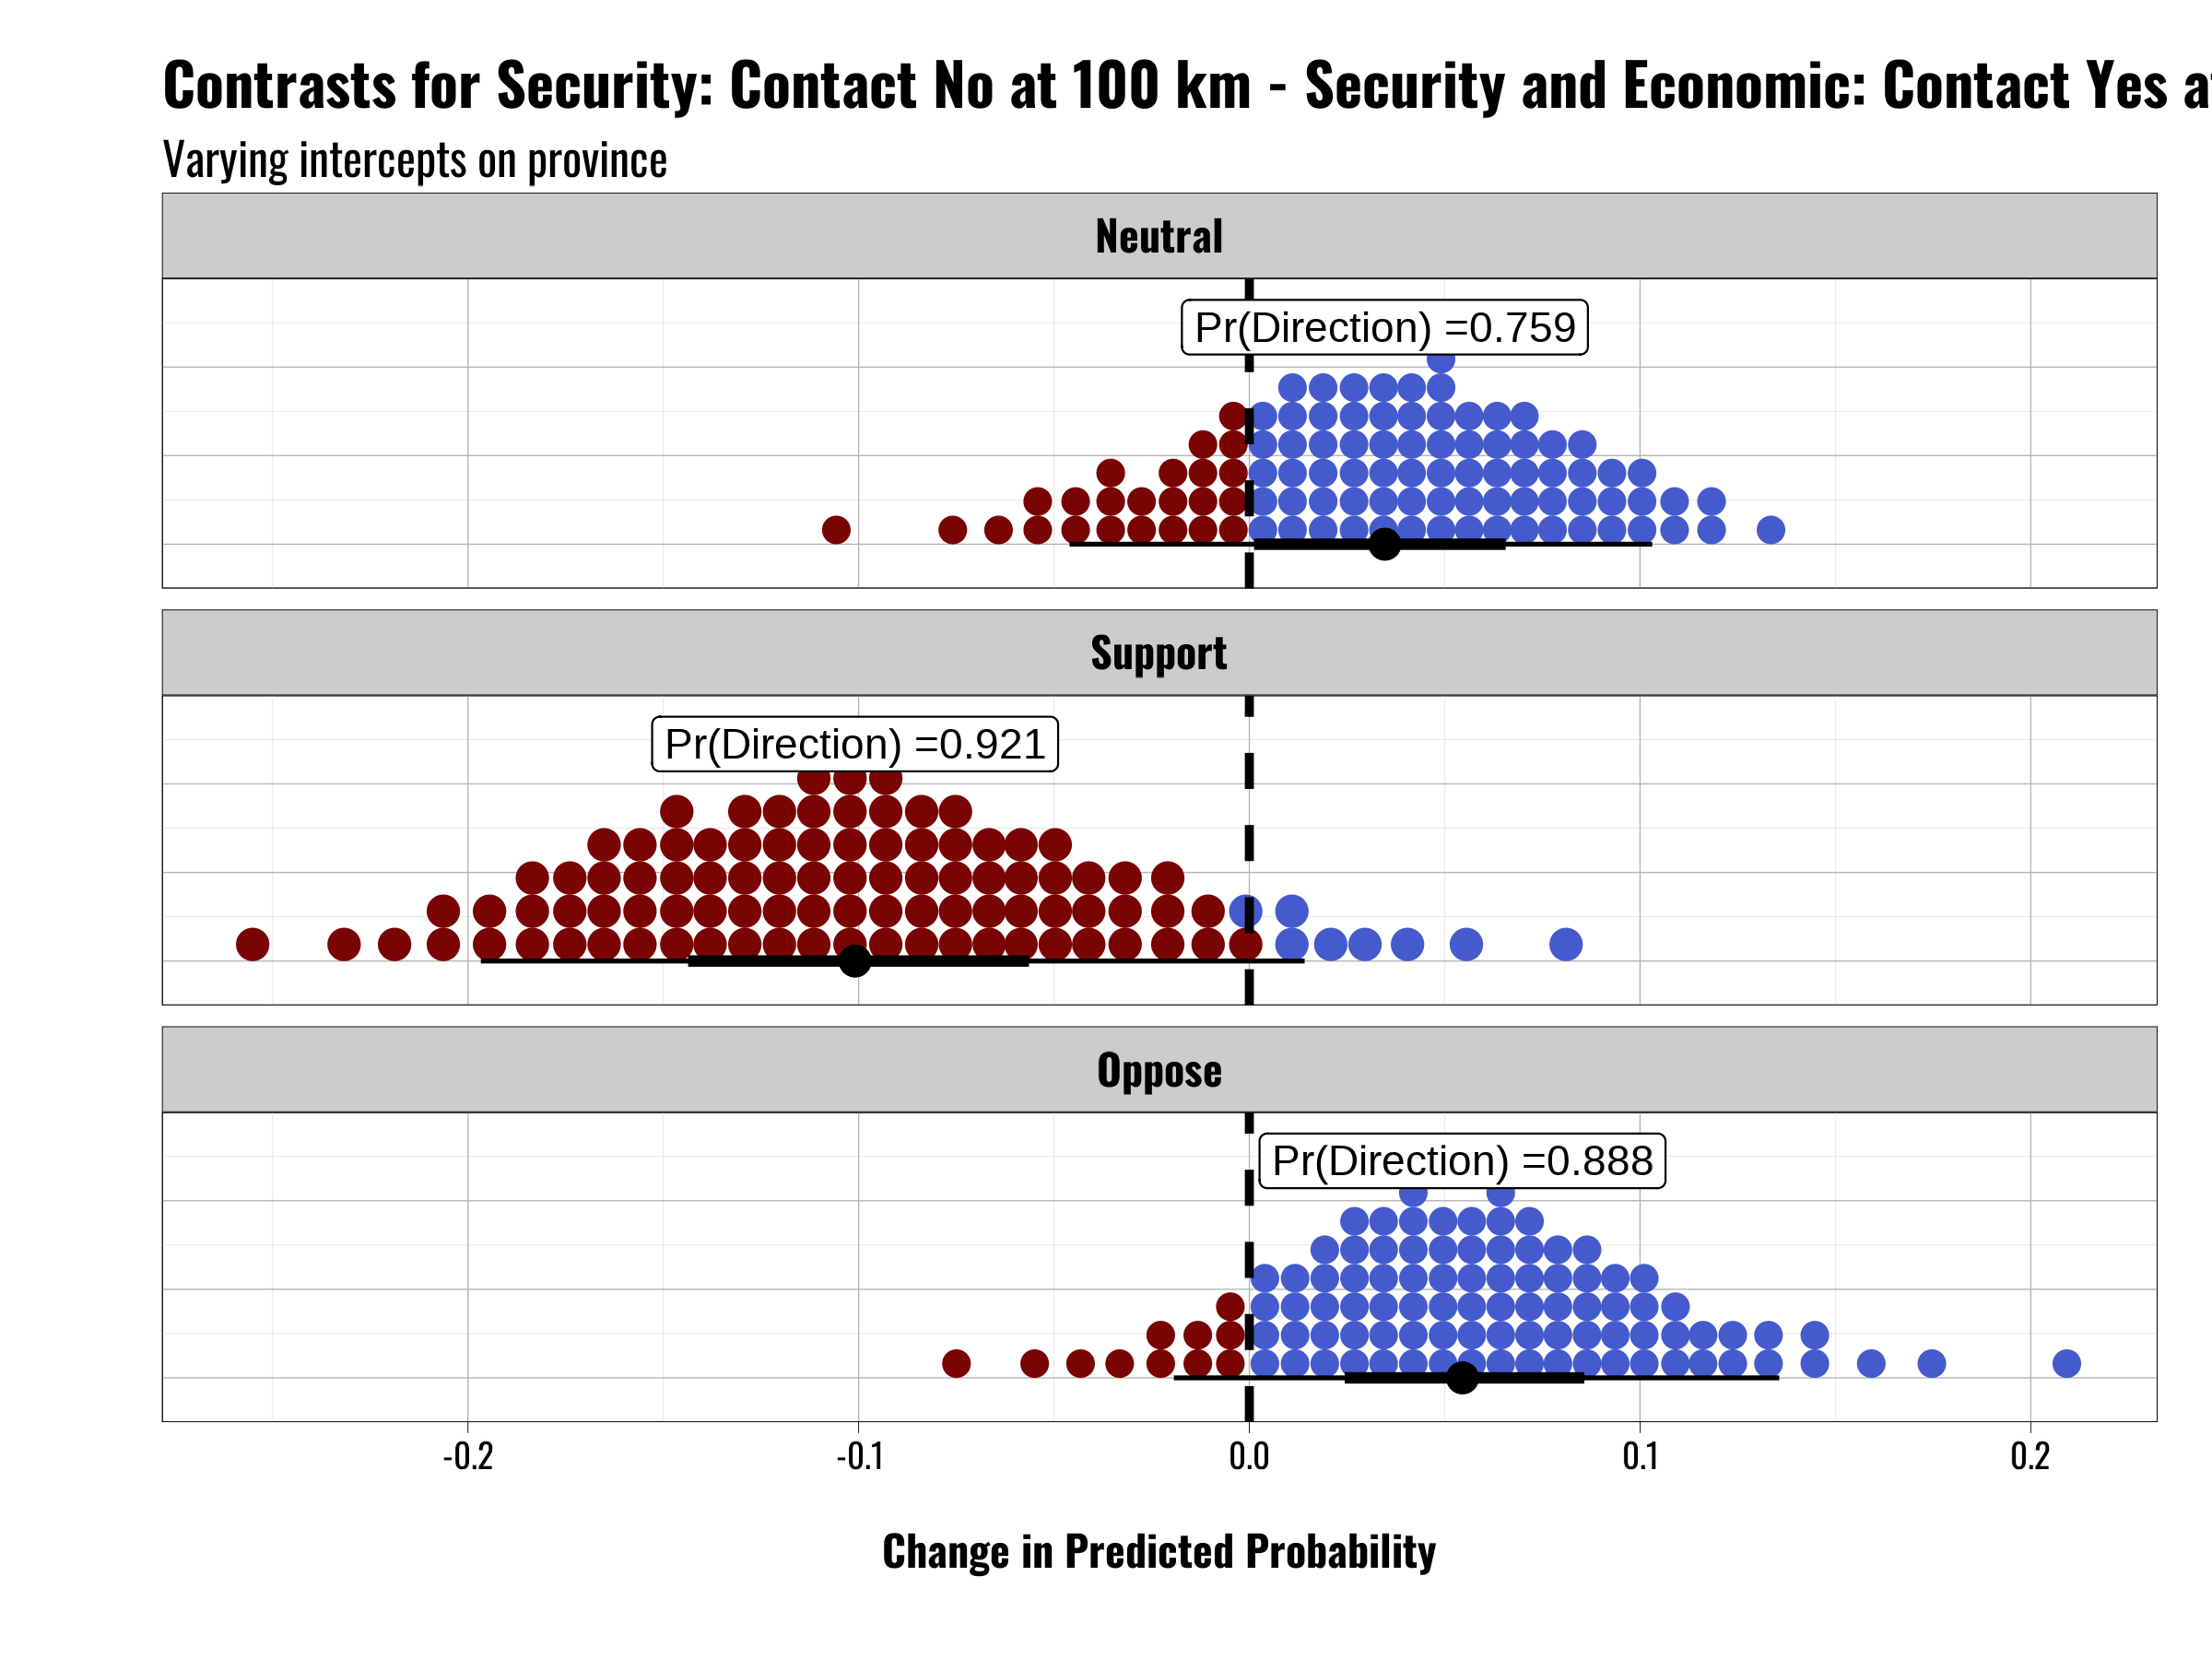 Contrasts for Security: Contact No at 100 km - Security and Economic: Contact Yes
Varying intercepts on province
Neutral
Pr(Direction) =0.759
Support
Pr(Direction) =0.921
Oppose
Pr(Direction) =0.888
-0.2 -0.1 0.0 0.1 0.2
Change in Predicted Probability